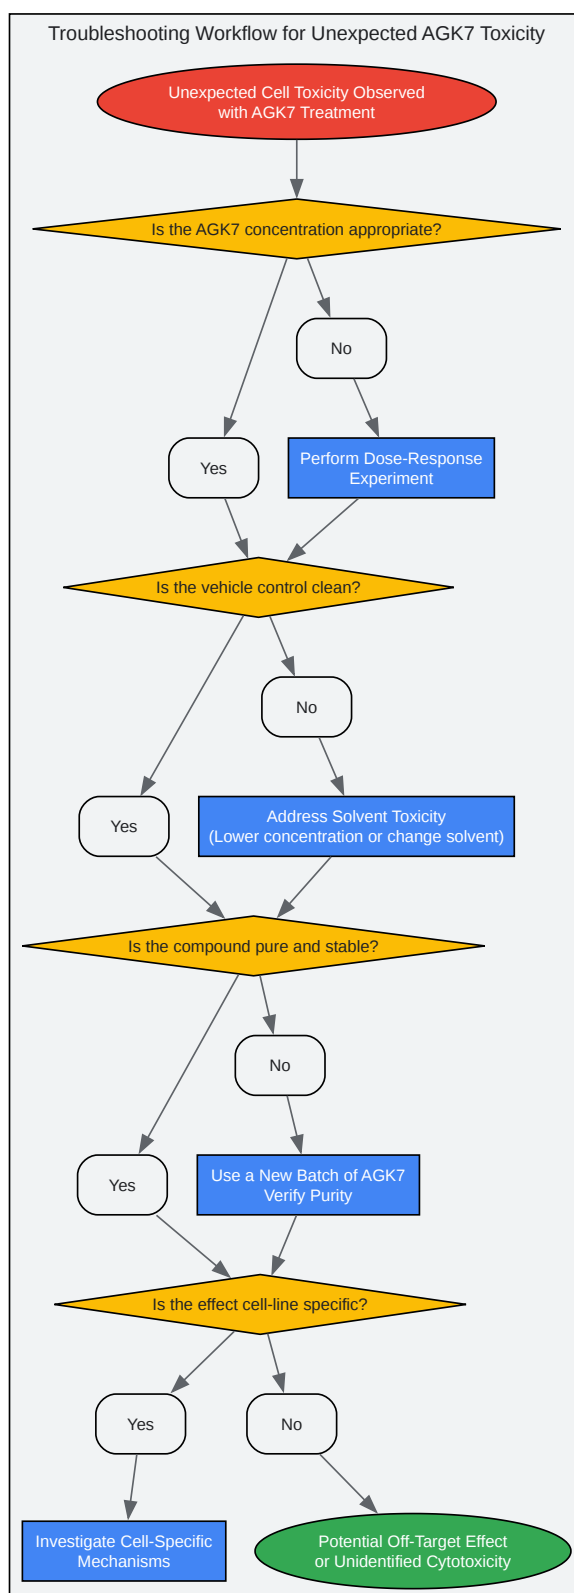 Troubleshooting Workflow for Unexpected AGK7 Toxicity
Unexpected Cell Toxicity Observed
with AGK7 Treatment
Is the AGK7 concentration appropriate?
No
Yes
Perform Dose-Response
Experiment
Is the vehicle control clean?
No
Yes
Address Solvent Toxicity
(Lower concentration or change solvent)
Is the compound pure and stable?
No
Yes
Use a New Batch of AGK7
Verify Purity
Is the effect cell-line specific?
Yes
No
Investigate Cell-Specific
Mechanisms
Potential Off-Target Effect
or Unidentified Cytotoxicity